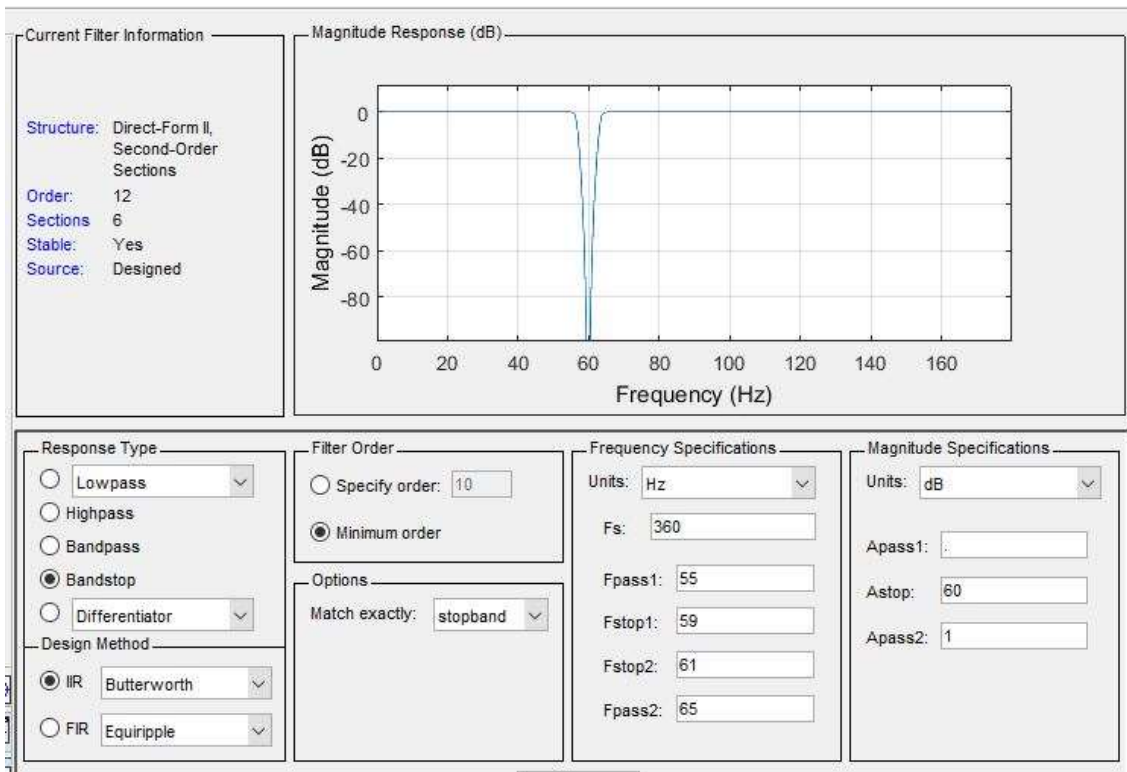 Current Filter Information
Structure: Direct-Form II,
Second-Order
Sections
Order: 12
Sections 6
Stable: Yes
Source: Designed
Magnitude Response (dB)
0
-20
-40
-60
-80
Magnitude (dB)
0 20 40 60 80 100 120 140 160
Frequency (Hz)
Response Type
Lowpass
Highpass
Bandpass
Bandstop
Differentiator
Design Method
IIR Butterworth
FIR Equiripple
Filter Order
Specify order: 10
Minimum order
Options
Match exactly: stopband
Frequency Specifications
Units: Hz
Fs: 360
Fpass1: 55
Fstop1: 59
Fstop2: 61
Fpass2: 65
Magnitude Specifications
Units: dB
Apass1: .
Astop: 60
Apass2: 1